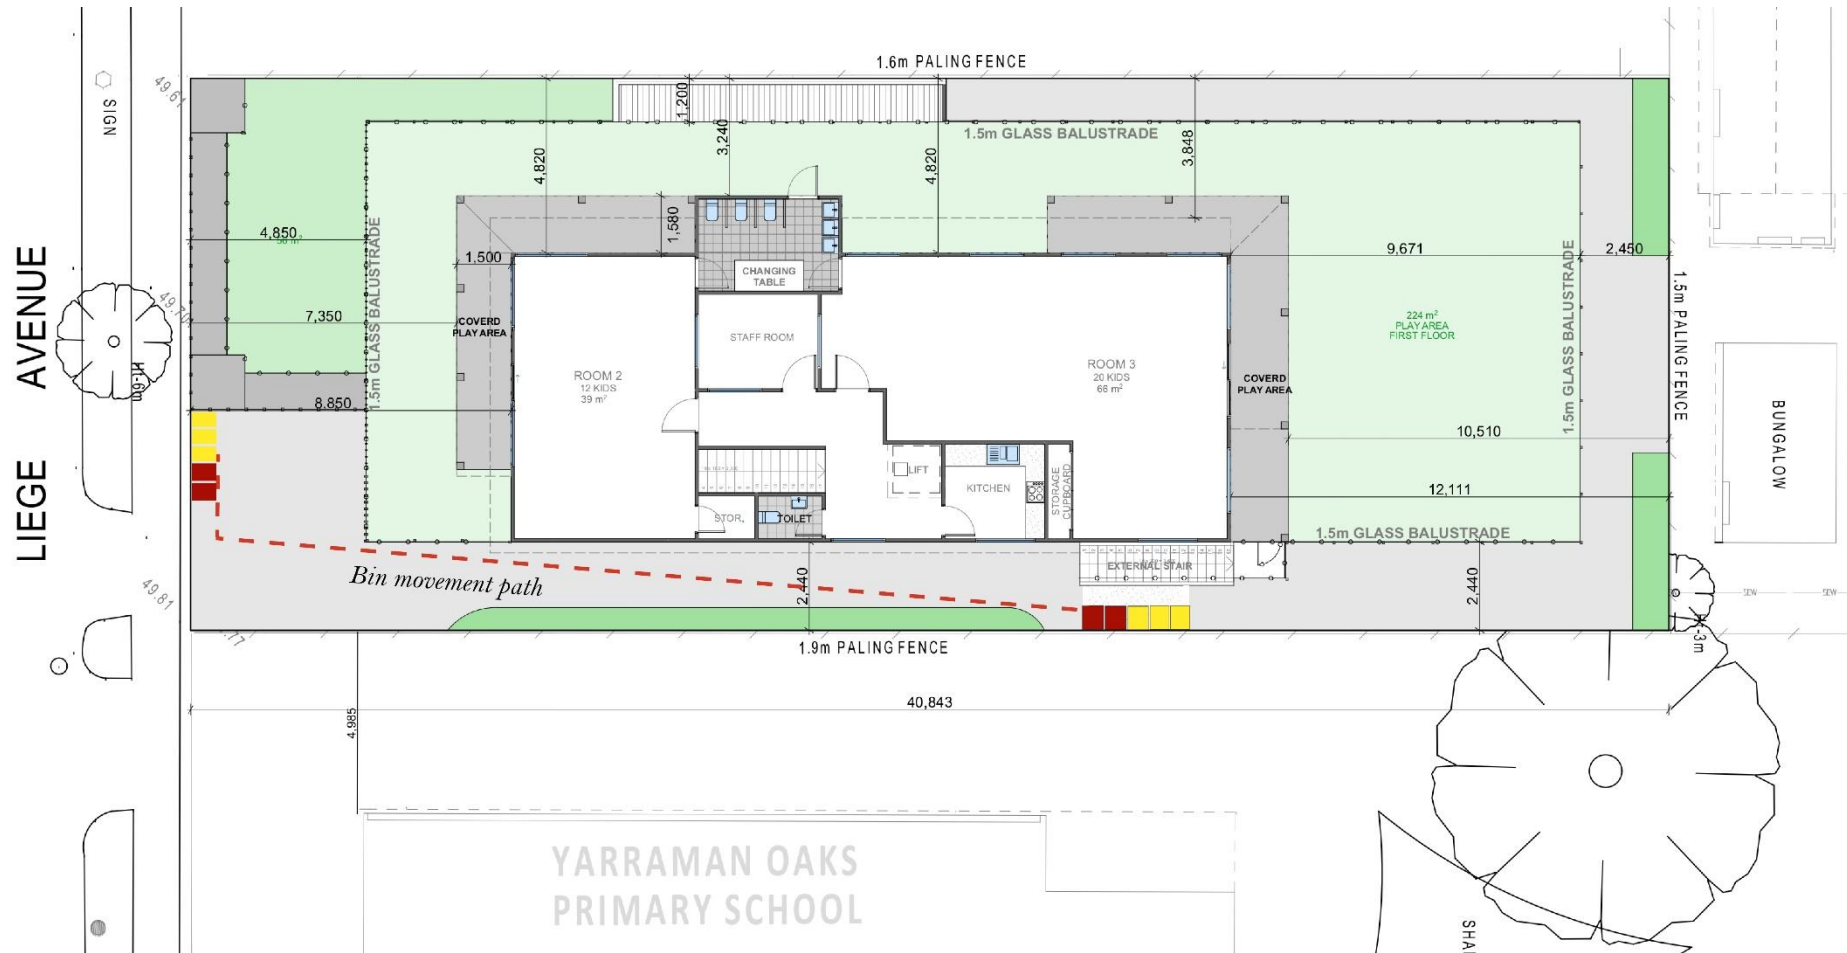 1.6m PALING FENCE
49.61
SIGN
1,200
3,240
4,820
4,820
3,848
1.5m GLASS BALUSTRADE
1,580
4,850
1,500
9,671
2,450
CHANGING
TABLE
LIEGE AVENUE
49.70
7,350
COVERD
PLAY AREA
1.5m GLASS BALUSTRADE
STAFF ROOM
ROOM 2
12 KIDS
39 m²
ROOM 3
20 KIDS
66 m²
224 m²
PLAY AREA
FIRST FLOOR
1.5m GLASS BALUSTRADE
1.5m PALING FENCE
COVERD
PLAY AREA
8,850
10,510
BUNGALOW
LIFT
KITCHEN
STORAGE
CUPBOARD
12,111
STOR.
TOILET
1.5m GLASS BALUSTRADE
Bin movement path
EXTERNAL STAIR
2,440
2,440
49.81
SEW
SEW
1.9m PALING FENCE
40,843
4,985
YARRAMAN OAKS
PRIMARY SCHOOL